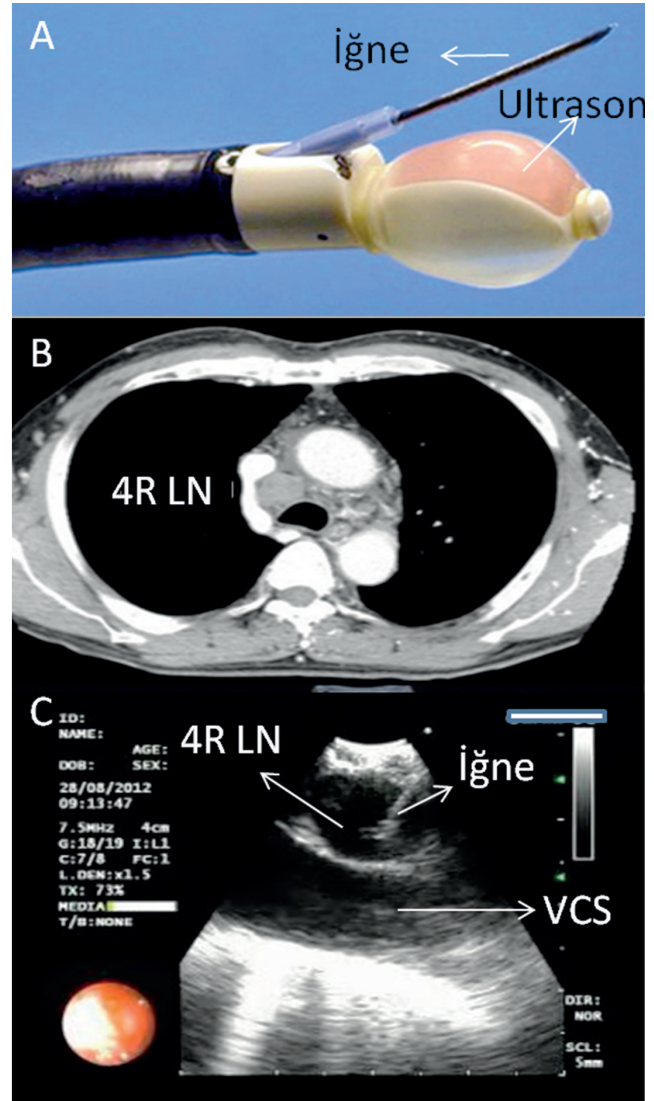 A
İğne
Ultrason
B
4R LN
C
ID:
NAME:
AGE:
DOB: SEX:
28/08/2012
09:13:47
7.5MHz 4cm
G:18/19 I:L1
C:7/8 FC:1
L.DEN:x1.5
TX: 73%
MEDIA
T/B:NONE
4R LN
İğne
VCS
DIR:
NOR
SCL:
5mm